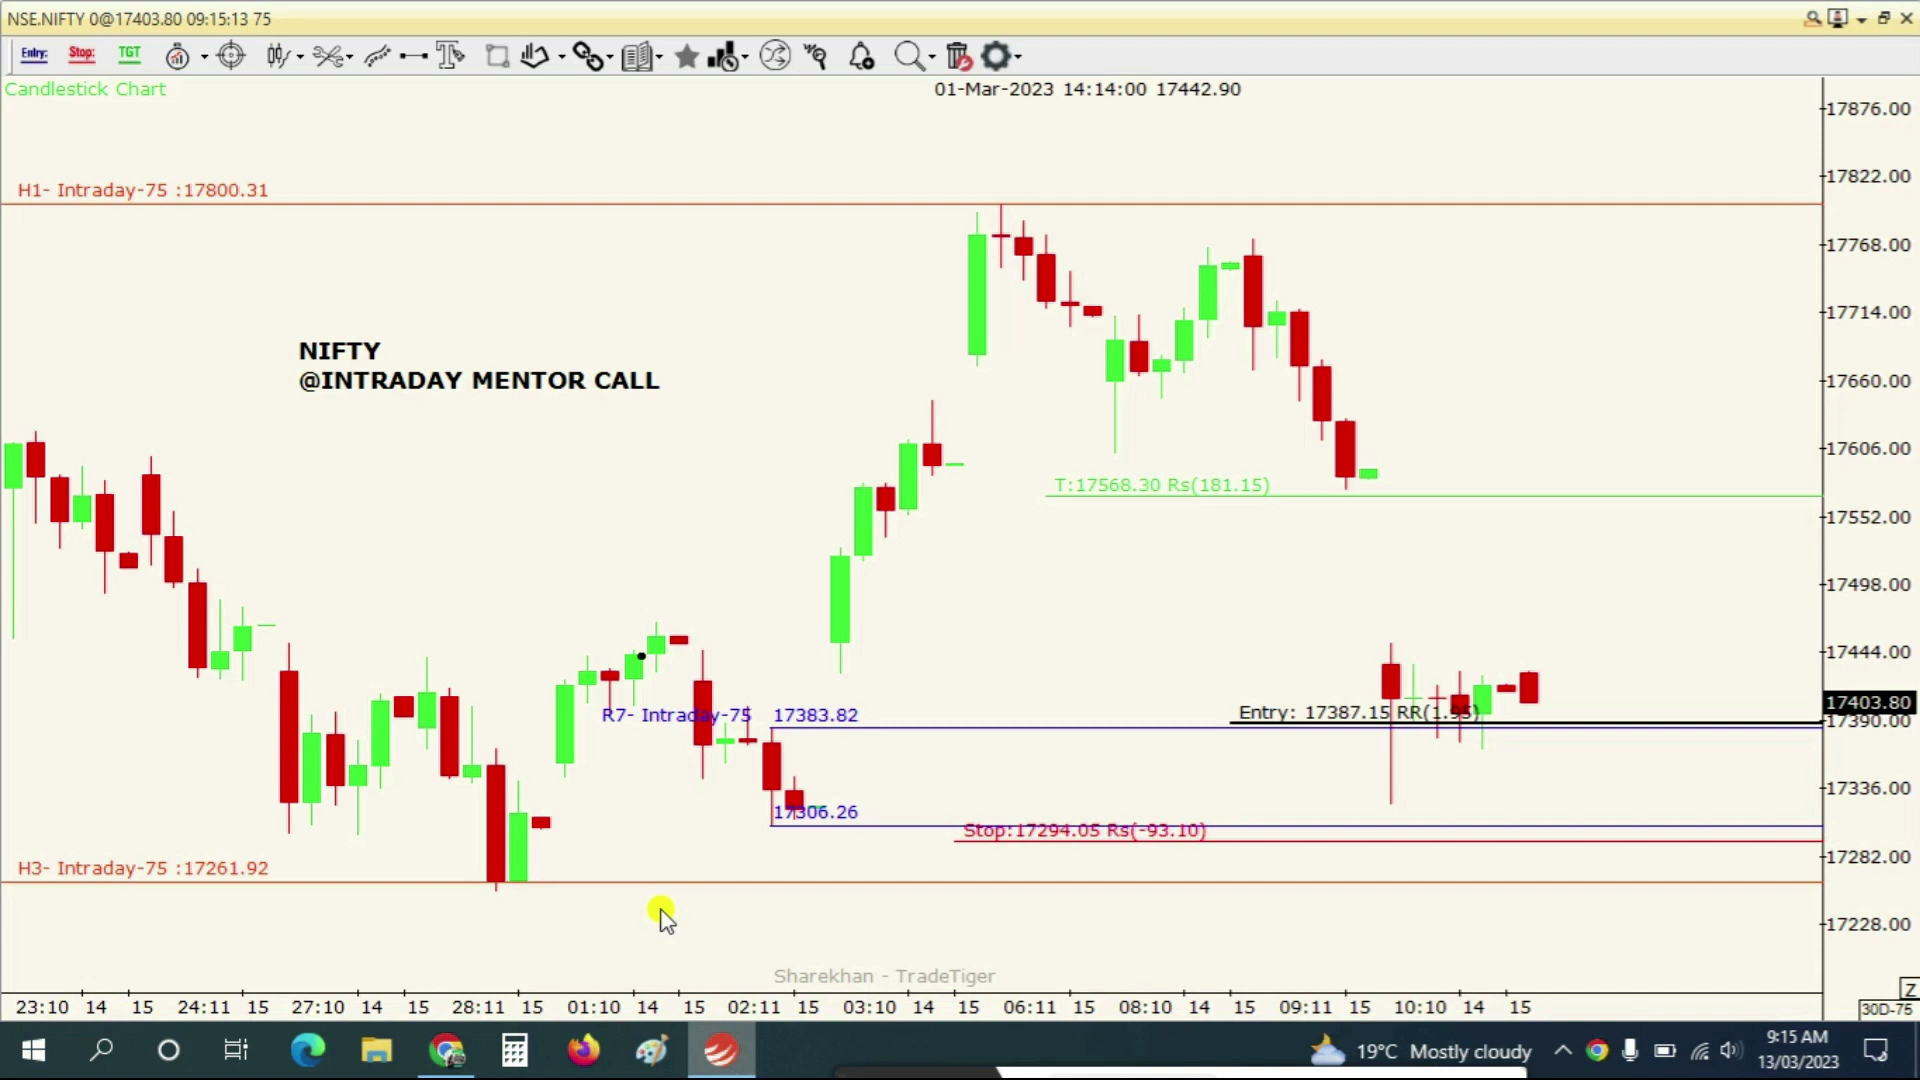 NSE.NIFTY 0@17403.80 09:15:13 75
Entry: Stop: TGT
Candlestick Chart
01-Mar-2023 14:14:00 17442.90
17876.00
17822.00
H1- Intraday-75 :17800.31
17768.00
17714.00
NIFTY
@INTRADAY MENTOR CALL
17660.00
17606.00
T:17568.30 Rs(181.15)
17552.00
17498.00
17444.00
17403.80
R7- Intraday-75 17383.82
Entry: 17387.15 RR(1.95)
17390.00
17336.00
17306.26
Stop:17294.05 Rs(-93.10)
17282.00
H3- Intraday-75 :17261.92
17228.00
Sharekhan - TradeTiger
Z
23:10 14 15 24:11 15 27:10 14 15 28:11 15 01:10 14 15 02:11 15 03:10 14 15 06:11 15 08:10 14 15 09:11 15 10:10 14 15
30D-75
19°C Mostly cloudy
9:15 AM
13/03/2023